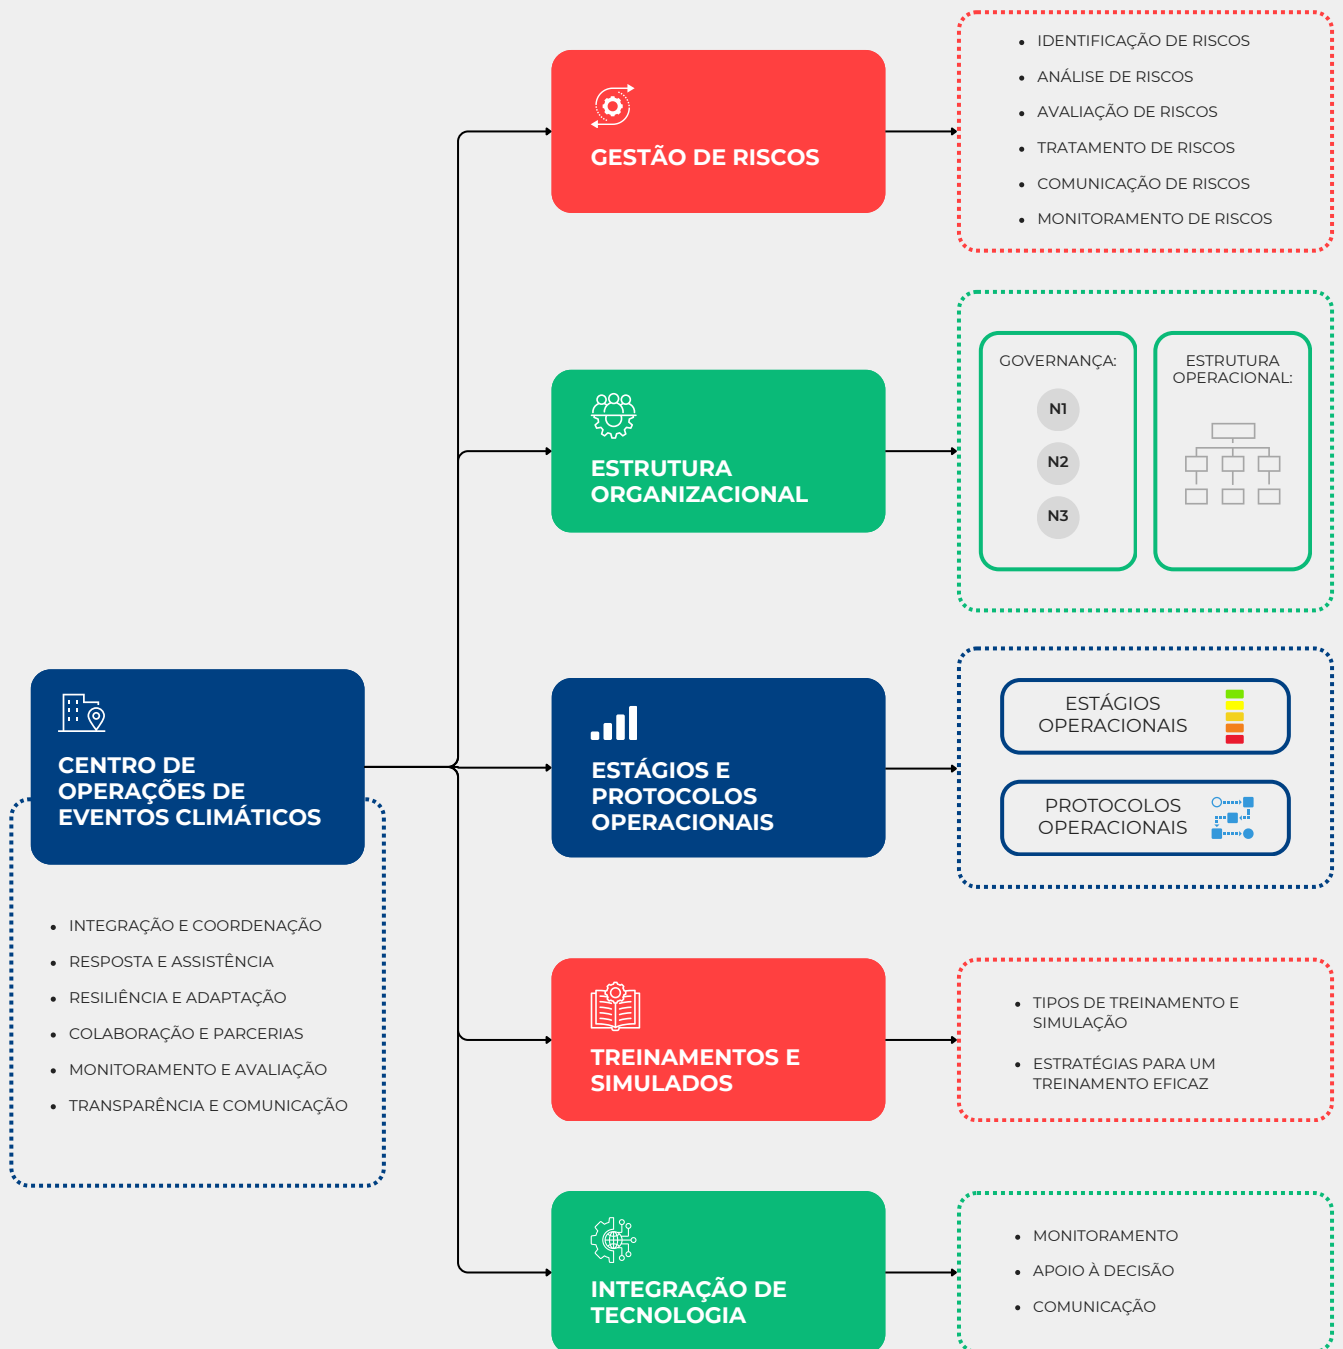 CENTRO DE
OPERAÇÕES DE
EVENTOS CLIMÁTICOS
INTEGRAÇÃO E COORDENAÇÃO
RESPOSTA E ASSISTÊNCIA
RESILIÊNCIA E ADAPTAÇÃO
COLABORAÇÃO E PARCERIAS
MONITORAMENTO E AVALIAÇÃO
TRANSPARÊNCIA E COMUNICAÇÃO
GESTÃO DE RISCOS
IDENTIFICAÇÃO DE RISCOS
ANÁLISE DE RISCOS
AVALIAÇÃO DE RISCOS
TRATAMENTO DE RISCOS
COMUNICAÇÃO DE RISCOS
MONITORAMENTO DE RISCOS
ESTRUTURA
ORGANIZACIONAL
GOVERNANÇA:
N1
N2
N3
ESTRUTURA
OPERACIONAL:
ESTÁGIOS E
PROTOCOLOS
OPERACIONAIS
ESTÁGIOS
OPERACIONAIS
PROTOCOLOS
OPERACIONAIS
TREINAMENTOS E
SIMULADOS
TIPOS DE TREINAMENTO E
SIMULAÇÃO
ESTRATÉGIAS PARA UM
TREINAMENTO EFICAZ
INTEGRAÇÃO DE
TECNOLOGIA
MONITORAMENTO
APOIO À DECISÃO
COMUNICAÇÃO